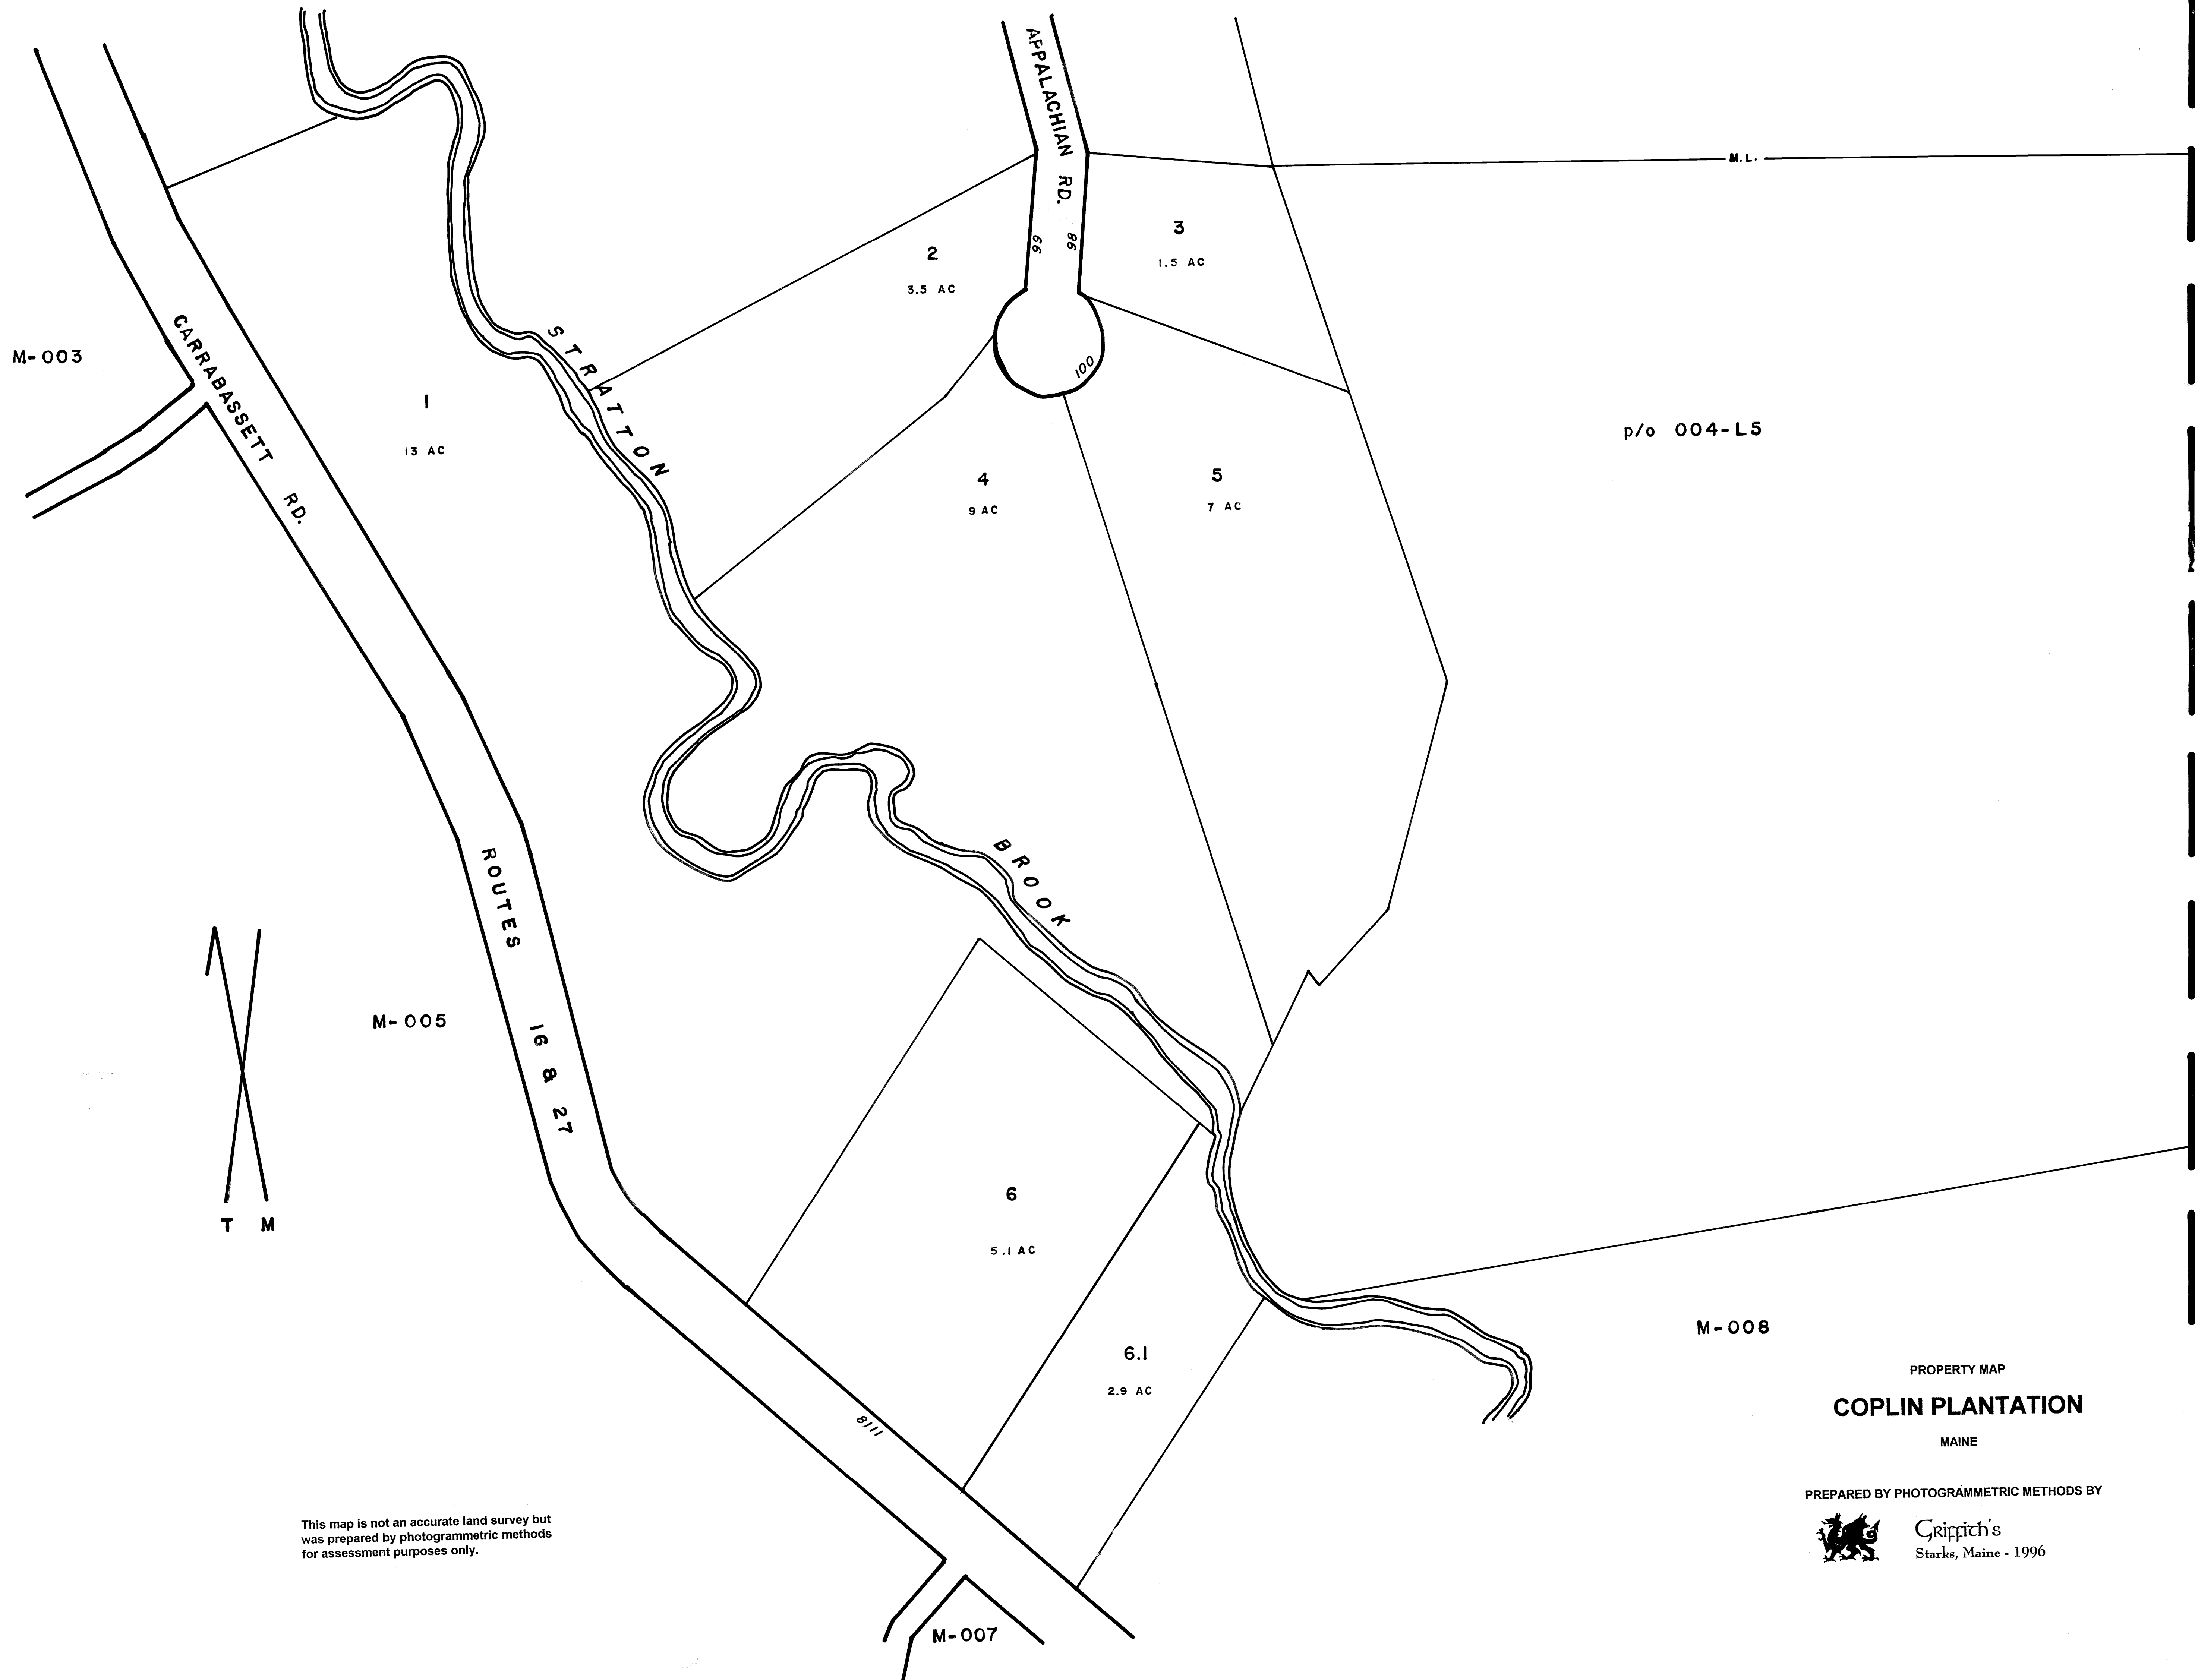 APPALACHIAN RD.
M.L.
2
3.5 AC
99
98
3
1.5 AC
100
M-003
CARRABASSETT RD.
1
13 AC
STRATTON
4
9 AC
5
7 AC
p/o 004-L5
BROOK
ROUTES 16 & 27
M-005
T M
6
5.1 AC
6.1
2.9 AC
8111
M-008
M-007
This map is not an accurate land survey but
was prepared by photogrammetric methods
for assessment purposes only.
PROPERTY MAP
COPLIN PLANTATION
MAINE
PREPARED BY PHOTOGRAMMETRIC METHODS BY
Griffith's
Starks, Maine - 1996